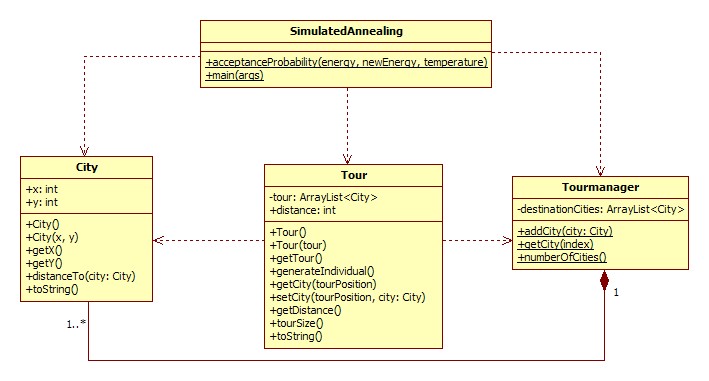 SimulatedAnnealing
+acceptanceProbability(energy, newEnergy, temperature)
+main(args)
City
+x: int
+y: int
+City()
+City(x, y)
+getX()
+getY()
+distanceTo(city: City)
+toString()
Tour
-tour: ArrayList<City>
+distance: int
+Tour()
+Tour(tour)
+getTour()
+generateIndividual()
+getCity(tourPosition)
+setCity(tourPosition, city: City)
+getDistance()
+tourSize()
+toString()
Tourmanager
-destinationCities: ArrayList<City>
+addCity(city: City)
+getCity(index)
+numberOfCities()
1..*
1